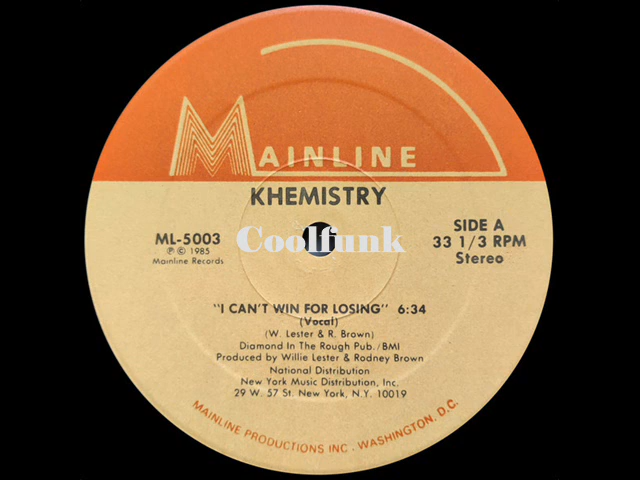 MAINLINE
KHEMISTRY
ML-5003
℗ © 1985
Mainline Records
Coolfunk
SIDE A
33 1/3 RPM
Stereo
"I CAN'T WIN FOR LOSING" 6:34
(Vocal)
(W. Lester & R. Brown)
Diamond In The Rough Pub./BMI
Produced by Willie Lester & Rodney Brown
National Distribution
New York Music Distribution, Inc.
29 W. 57 St. New York, N.Y. 10019
MAINLINE PRODUCTIONS INC · WASHINGTON, D.C.